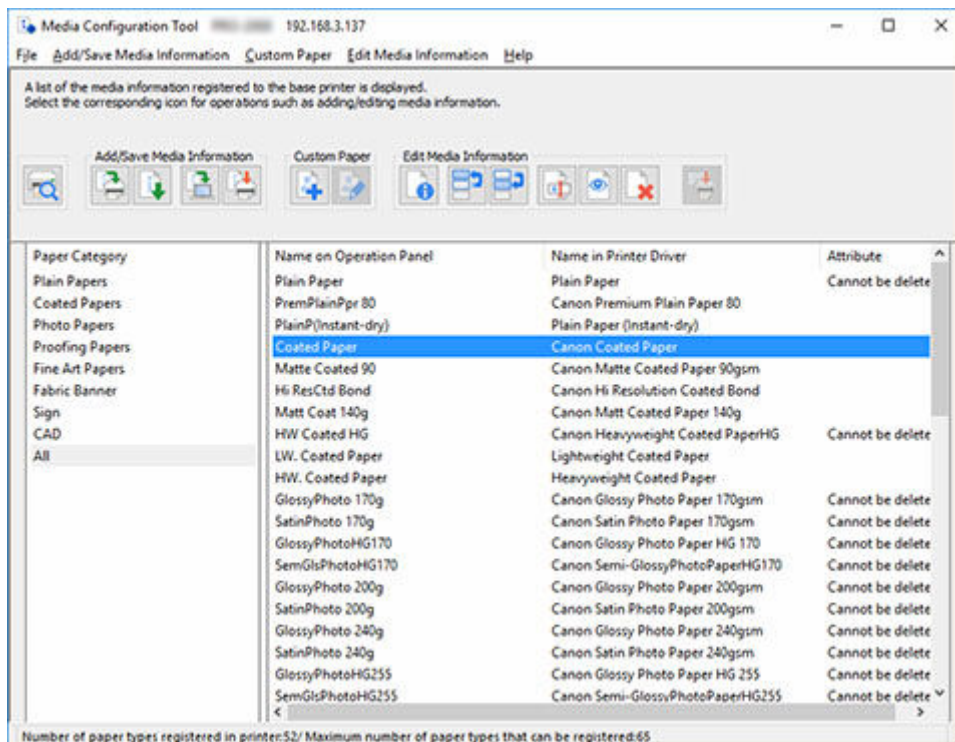 Media Configuration Tool 192.168.3.137
File Add/Save Media Information Custom Paper Edit Media Information Help
A list of the media information registered to the base printer is displayed.
Select the corresponding icon for operations such as adding/editing media information.
Add/Save Media Information Custom Paper Edit Media Information
Paper Category Name on Operation Panel Name in Printer Driver Attribute
Plain Papers Plain Paper Plain Paper Cannot be delete
Coated Papers PremPlainPpr 80 Canon Premium Plain Paper 80
Photo Papers PlainP(Instant-dry) Plain Paper (Instant-dry)
Proofing Papers Coated Paper Canon Coated Paper
Fine Art Papers Matte Coated 90 Canon Matte Coated Paper 90gsm
Fabric Banner Hi ResCtd Bond Canon Hi Resolution Coated Bond
Sign Matt Coat 140g Canon Matt Coated Paper 140g
CAD HW Coated HG Canon Heavyweight Coated PaperHG Cannot be delete
All LW. Coated Paper Lightweight Coated Paper
HW. Coated Paper Heavyweight Coated Paper
GlossyPhoto 170g Canon Glossy Photo Paper 170gsm Cannot be delete
SatinPhoto 170g Canon Satin Photo Paper 170gsm Cannot be delete
GlossyPhotoHG170 Canon Glossy Photo Paper HG 170 Cannot be delete
SemGlsPhotoHG170 Canon Semi-GlossyPhotoPaperHG170 Cannot be delete
GlossyPhoto 200g Canon Glossy Photo Paper 200gsm Cannot be delete
SatinPhoto 200g Canon Satin Photo Paper 200gsm Cannot be delete
GlossyPhoto 240g Canon Glossy Photo Paper 240gsm Cannot be delete
SatinPhoto 240g Canon Satin Photo Paper 240gsm Cannot be delete
GlossyPhotoHG255 Canon Glossy Photo Paper HG 255 Cannot be delete
SemGlsPhotoHG255 Canon Semi-GlossyPhotoPaperHG255 Cannot be delete
Number of paper types registered in printer:52/ Maximum number of paper types that can be registered:65